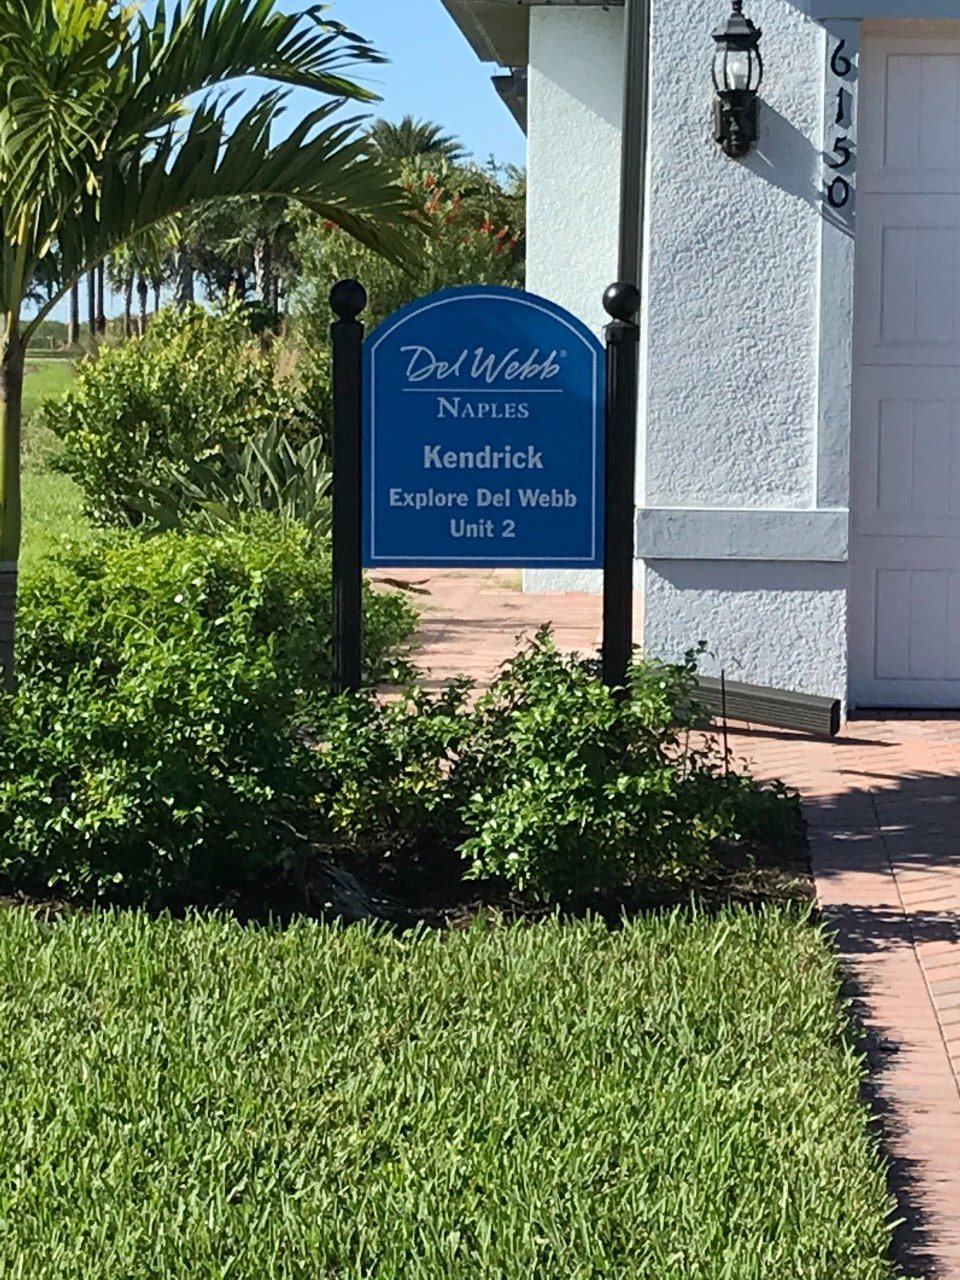 Del Webb®
NAPLES
Kendrick
Explore Del Webb
Unit 2
6150